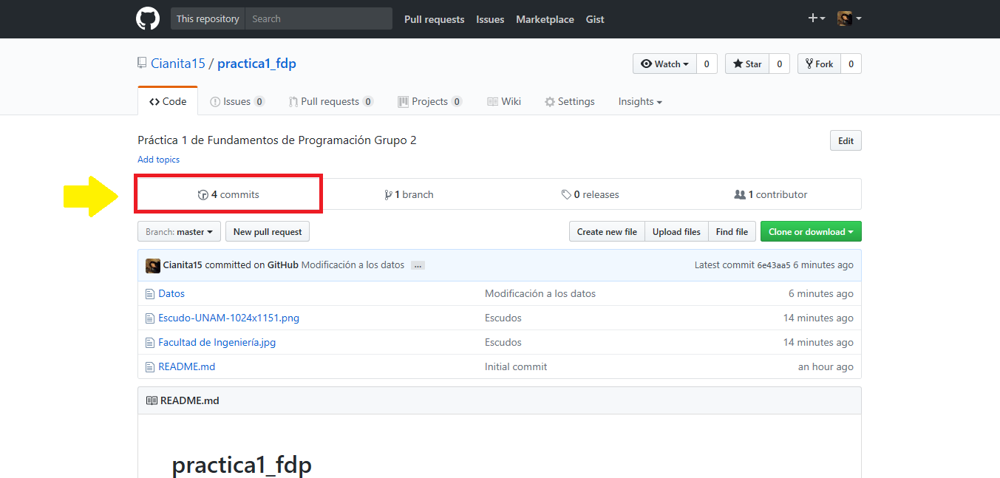 This repository Search Pull requests Issues Marketplace Gist
Cianita15 / practica1_fdp Watch 0 Star 0 Fork 0
Code Issues 0 Pull requests 0 Projects 0 Wiki Settings Insights
Práctica 1 de Fundamentos de Programación Grupo 2 Edit
Add topics
4 commits 1 branch 0 releases 1 contributor
Branch: master New pull request Create new file Upload files Find file Clone or download
Cianita15 committed on GitHub Modificación a los datos ... Latest commit 6e43aa5 6 minutes ago
Datos Modificación a los datos 6 minutes ago
Escudo-UNAM-1024x1151.png Escudos 14 minutes ago
Facultad de Ingeniería.jpg Escudos 14 minutes ago
README.md Initial commit an hour ago
README.md
practica1_fdp